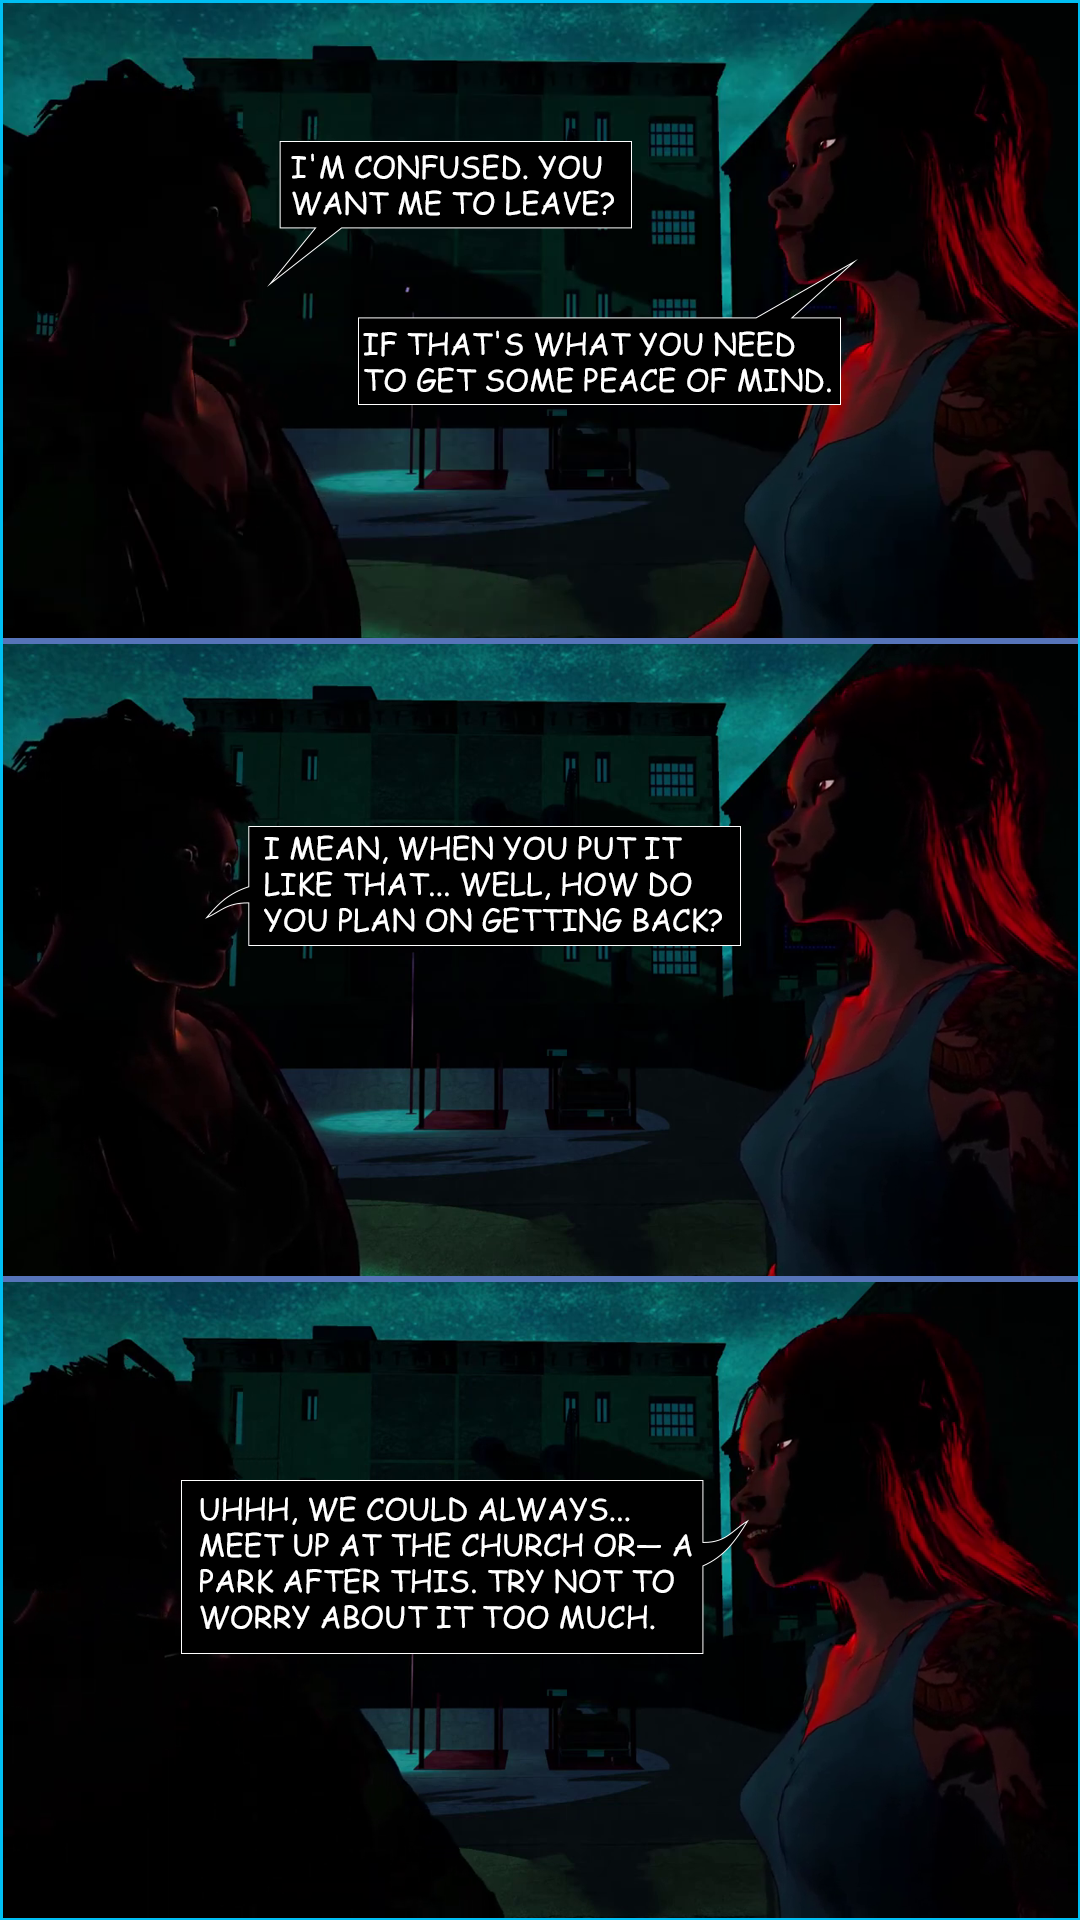 I'M CONFUSED. YOU
WANT ME TO LEAVE?
IF THAT'S WHAT YOU NEED
TO GET SOME PEACE OF MIND.
I MEAN, WHEN YOU PUT IT
LIKE THAT... WELL, HOW DO
YOU PLAN ON GETTING BACK?
UHHH, WE COULD ALWAYS...
MEET UP AT THE CHURCH OR— A
PARK AFTER THIS. TRY NOT TO
WORRY ABOUT IT TOO MUCH.